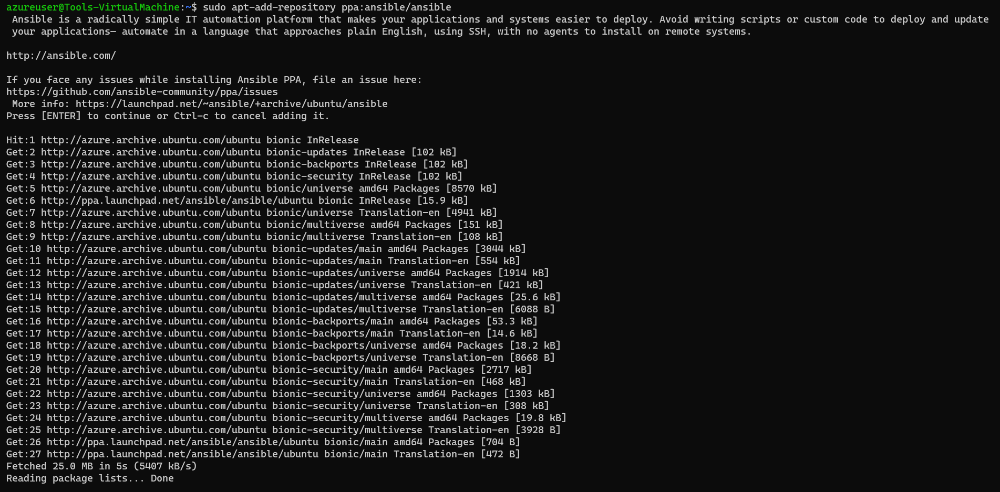 azureuser@Tools-VirtualMachine:~$ sudo apt-add-repository ppa:ansible/ansible
 Ansible is a radically simple IT automation platform that makes your applications and systems easier to deploy. Avoid writing scripts or custom code to deploy and update
 your applications— automate in a language that approaches plain English, using SSH, with no agents to install on remote systems.

http://ansible.com/

If you face any issues while installing Ansible PPA, file an issue here:
https://github.com/ansible-community/ppa/issues
 More info: https://launchpad.net/~ansible/+archive/ubuntu/ansible
Press [ENTER] to continue or Ctrl-c to cancel adding it.

Hit:1 http://azure.archive.ubuntu.com/ubuntu bionic InRelease
Get:2 http://azure.archive.ubuntu.com/ubuntu bionic-updates InRelease [102 kB]
Get:3 http://azure.archive.ubuntu.com/ubuntu bionic-backports InRelease [102 kB]
Get:4 http://azure.archive.ubuntu.com/ubuntu bionic-security InRelease [102 kB]
Get:5 http://azure.archive.ubuntu.com/ubuntu bionic/universe amd64 Packages [8570 kB]
Get:6 http://ppa.launchpad.net/ansible/ansible/ubuntu bionic InRelease [15.9 kB]
Get:7 http://azure.archive.ubuntu.com/ubuntu bionic/universe Translation-en [4941 kB]
Get:8 http://azure.archive.ubuntu.com/ubuntu bionic/multiverse amd64 Packages [151 kB]
Get:9 http://azure.archive.ubuntu.com/ubuntu bionic/multiverse Translation-en [108 kB]
Get:10 http://azure.archive.ubuntu.com/ubuntu bionic-updates/main amd64 Packages [3044 kB]
Get:11 http://azure.archive.ubuntu.com/ubuntu bionic-updates/main Translation-en [554 kB]
Get:12 http://azure.archive.ubuntu.com/ubuntu bionic-updates/universe amd64 Packages [1914 kB]
Get:13 http://azure.archive.ubuntu.com/ubuntu bionic-updates/universe Translation-en [421 kB]
Get:14 http://azure.archive.ubuntu.com/ubuntu bionic-updates/multiverse amd64 Packages [25.6 kB]
Get:15 http://azure.archive.ubuntu.com/ubuntu bionic-updates/multiverse Translation-en [6088 B]
Get:16 http://azure.archive.ubuntu.com/ubuntu bionic-backports/main amd64 Packages [53.3 kB]
Get:17 http://azure.archive.ubuntu.com/ubuntu bionic-backports/main Translation-en [14.6 kB]
Get:18 http://azure.archive.ubuntu.com/ubuntu bionic-backports/universe amd64 Packages [18.2 kB]
Get:19 http://azure.archive.ubuntu.com/ubuntu bionic-backports/universe Translation-en [8668 B]
Get:20 http://azure.archive.ubuntu.com/ubuntu bionic-security/main amd64 Packages [2717 kB]
Get:21 http://azure.archive.ubuntu.com/ubuntu bionic-security/main Translation-en [468 kB]
Get:22 http://azure.archive.ubuntu.com/ubuntu bionic-security/universe amd64 Packages [1303 kB]
Get:23 http://azure.archive.ubuntu.com/ubuntu bionic-security/universe Translation-en [308 kB]
Get:24 http://azure.archive.ubuntu.com/ubuntu bionic-security/multiverse amd64 Packages [19.8 kB]
Get:25 http://azure.archive.ubuntu.com/ubuntu bionic-security/multiverse Translation-en [3928 B]
Get:26 http://ppa.launchpad.net/ansible/ansible/ubuntu bionic/main amd64 Packages [704 B]
Get:27 http://ppa.launchpad.net/ansible/ansible/ubuntu bionic/main Translation-en [472 B]
Fetched 25.0 MB in 5s (5407 kB/s)
Reading package lists... Done